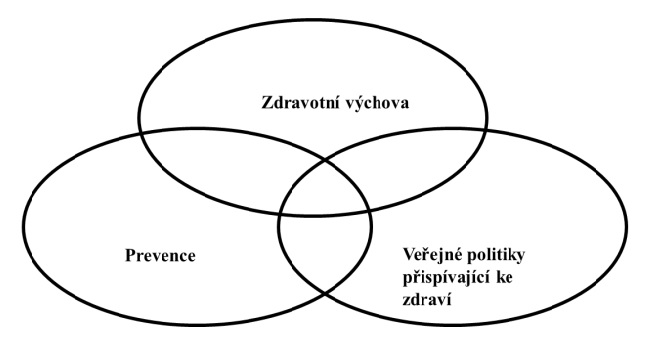 Zdravotní výchova
Prevence
Veřejné politiky
přispívající ke
zdraví